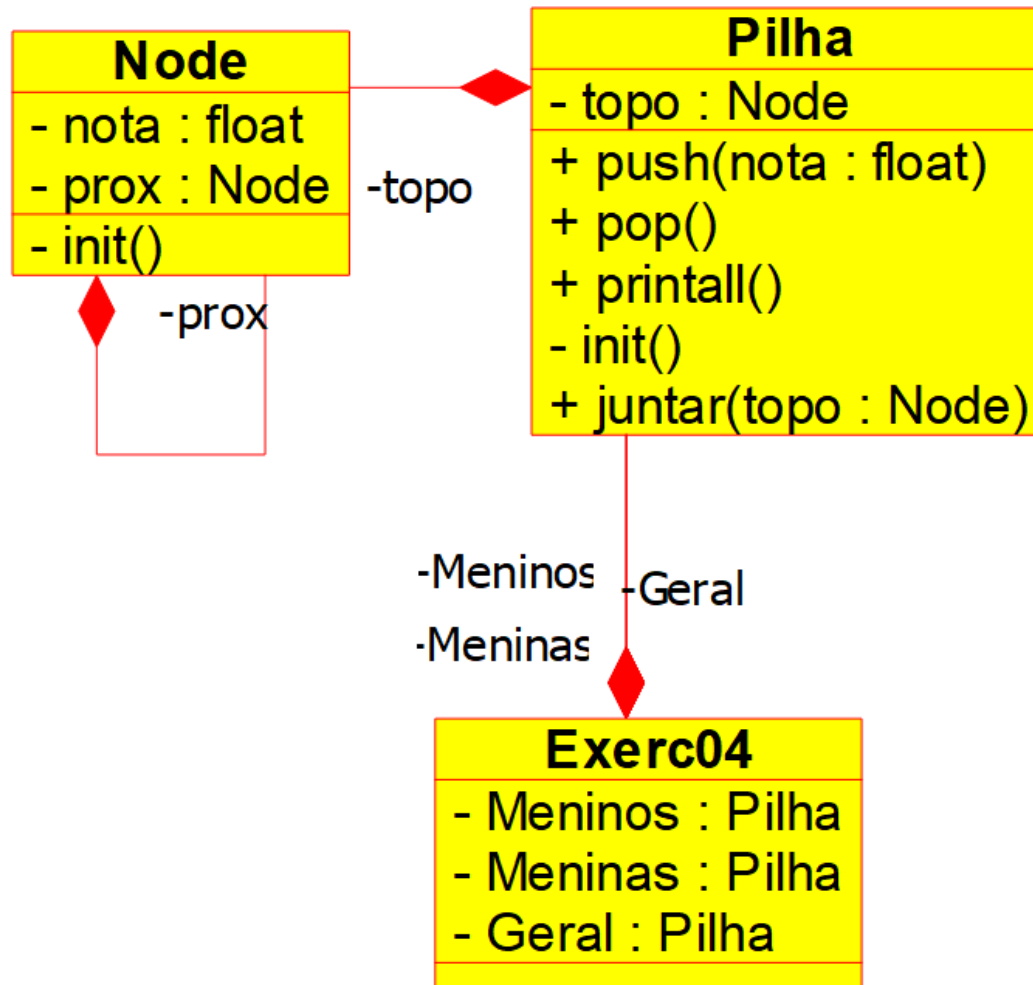 Node
- nota : float
- prox : Node
- init()
-topo
-prox
Pilha
- topo : Node
+ push(nota : float)
+ pop()
+ printall()
- init()
+ juntar(topo : Node)
-Meninos
-Geral
-Meninas
Exerc04
- Meninos : Pilha
- Meninas : Pilha
- Geral : Pilha